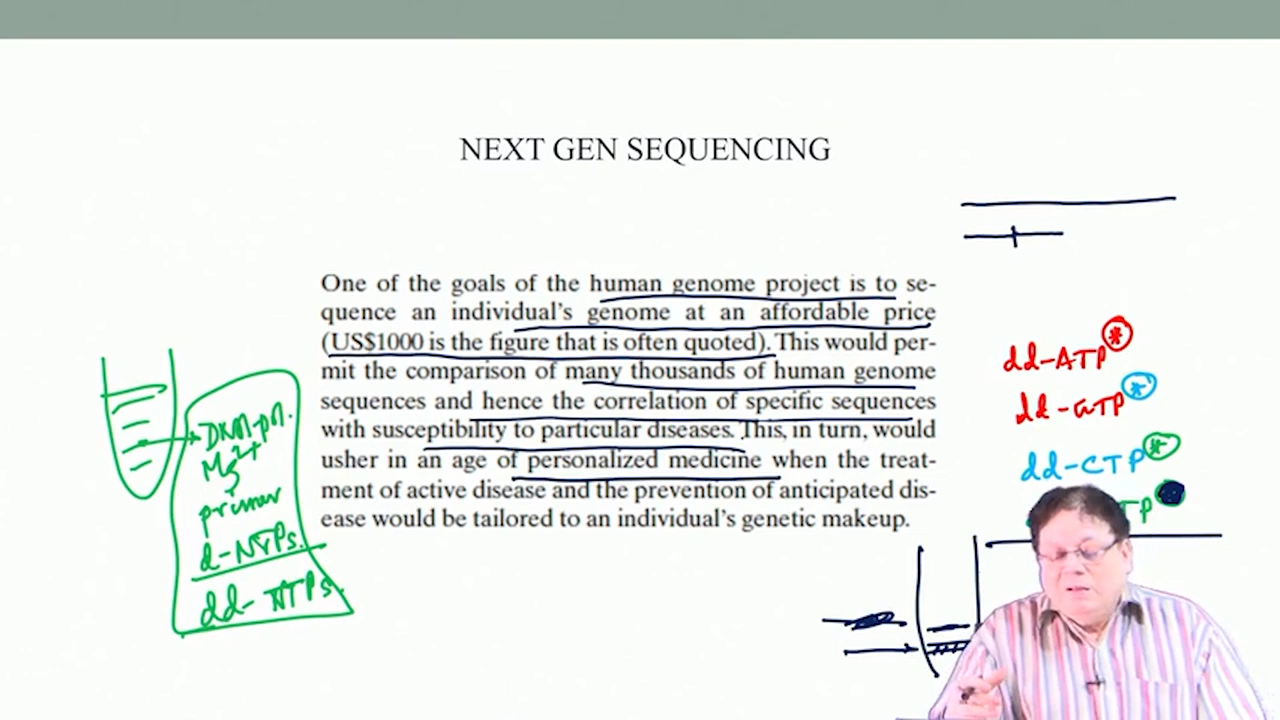 NEXT GEN SEQUENCING
One of the goals of the human genome project is to se-
quence an individual's genome at an affordable price
(US$1000 is the figure that is often quoted). This would per-
mit the comparison of many thousands of human genome
sequences and hence the correlation of specific sequences
with susceptibility to particular diseases. This, in turn, would
usher in an age of personalized medicine when the treat-
ment of active disease and the prevention of anticipated dis-
ease would be tailored to an individual's genetic makeup.
Mg2+
primer
d-NTPs.
dd-NTPs.
dd-ATP*
dd-GTP*
dd-CTP*
TP